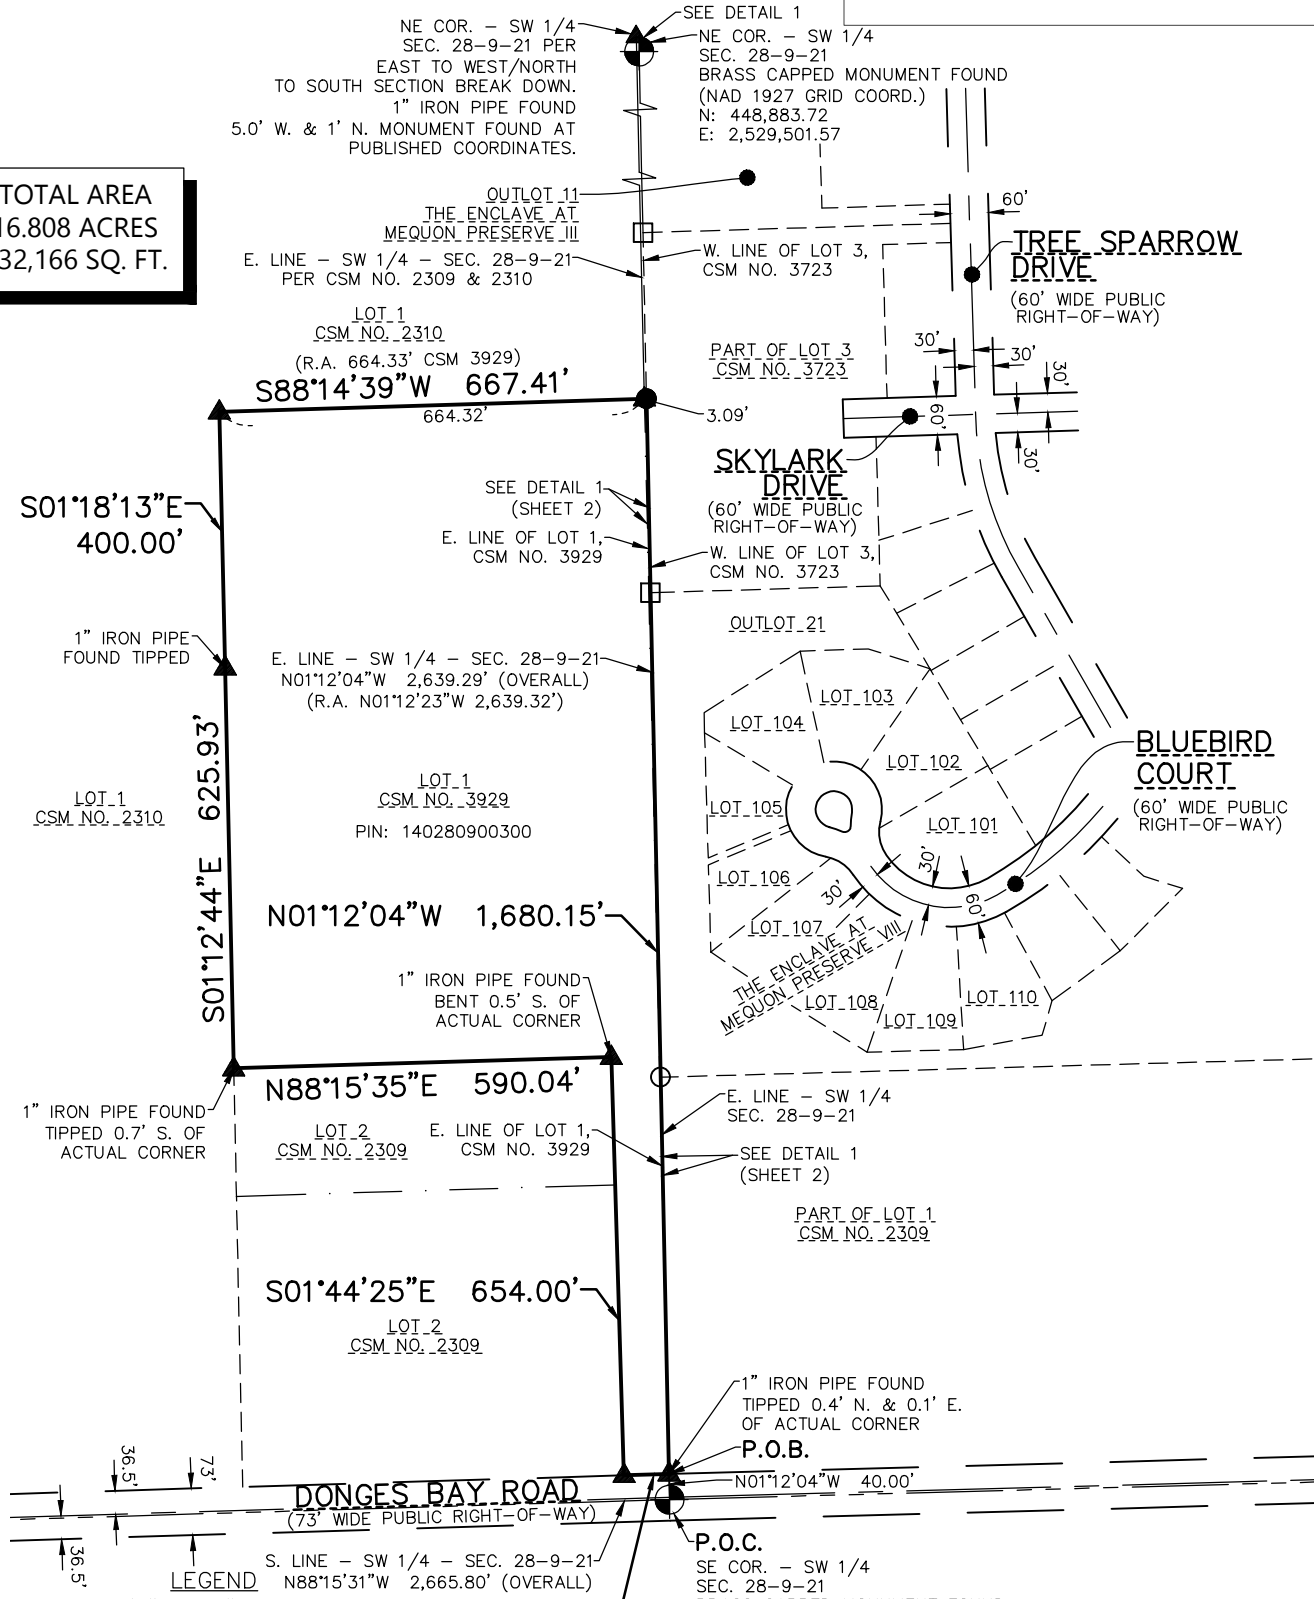 SEE DETAIL 1
NE COR. – SW 1/4
SEC. 28–9–21 PER
EAST TO WEST/NORTH
TO SOUTH SECTION BREAK DOWN.
1" IRON PIPE FOUND
5.0' W. & 1' N. MONUMENT FOUND AT
PUBLISHED COORDINATES.
NE COR. – SW 1/4
SEC. 28–9–21
BRASS CAPPED MONUMENT FOUND
(NAD 1927 GRID COORD.)
N: 448,883.72
E: 2,529,501.57
TOTAL AREA
16.808 ACRES
32,166 SQ. FT.
OUTLOT 11
THE ENCLAVE AT
MEQUON PRESERVE III
E. LINE – SW 1/4 – SEC. 28–9–21
PER CSM NO. 2309 & 2310
W. LINE OF LOT 3,
CSM NO. 3723
60'
TREE SPARROW
DRIVE
(60' WIDE PUBLIC
RIGHT–OF–WAY)
LOT 1
CSM NO. 2310
(R.A. 664.33' CSM 3929)
S88°14'39"W 667.41'
664.32'
3.09'
PART OF LOT 3
CSM NO. 3723
30'
30'
30'
60'
30'
SKYLARK
DRIVE
(60' WIDE PUBLIC
RIGHT–OF–WAY)
S01°18'13"E
400.00'
SEE DETAIL 1
(SHEET 2)
E. LINE OF LOT 1,
CSM NO. 3929
W. LINE OF LOT 3,
CSM NO. 3723
1" IRON PIPE
FOUND TIPPED
E. LINE – SW 1/4 – SEC. 28–9–21
N01°12'04"W 2,639.29' (OVERALL)
(R.A. N01°12'23"W 2,639.32')
OUTLOT 21
LOT 103
LOT 104
LOT 102
LOT 105
LOT 101
LOT 106
LOT 107
LOT 108
LOT 109
LOT 110
30'
30'
60'
THE ENCLAVE AT
MEQUON PRESERVE VIII
BLUEBIRD
COURT
(60' WIDE PUBLIC
RIGHT–OF–WAY)
LOT 1
CSM NO. 2310
S01°12'44"E 625.93'
LOT 1
CSM NO. 3929
PIN: 140280900300
N01°12'04"W 1,680.15'
1" IRON PIPE FOUND
BENT 0.5' S. OF
ACTUAL CORNER
N88°15'35"E 590.04'
1" IRON PIPE FOUND
TIPPED 0.7' S. OF
ACTUAL CORNER
LOT 2
CSM NO. 2309
E. LINE OF LOT 1,
CSM NO. 3929
E. LINE – SW 1/4
SEC. 28–9–21
SEE DETAIL 1
(SHEET 2)
PART OF LOT 1
CSM NO. 2309
S01°44'25"E 654.00'
LOT 2
CSM NO. 2309
1" IRON PIPE FOUND
TIPPED 0.4' N. & 0.1' E.
OF ACTUAL CORNER
P.O.B.
N01°12'04"W 40.00'
36.5'
73'
36.5'
DONGES BAY ROAD
(73' WIDE PUBLIC RIGHT–OF–WAY)
P.O.C.
SE COR. – SW 1/4
SEC. 28–9–21
S. LINE – SW 1/4 – SEC. 28–9–21
N88°15'31"W 2,665.80' (OVERALL)
LEGEND